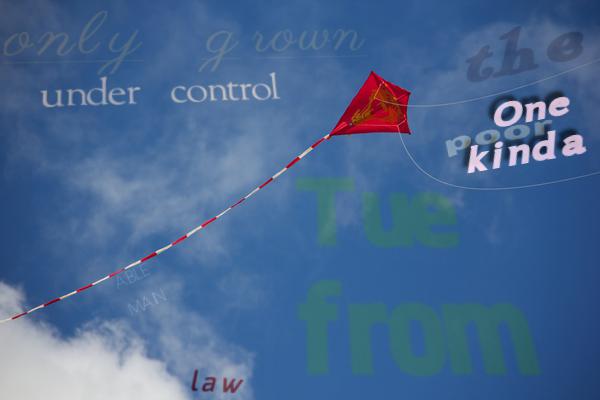 only grown
under control
the
poor
One
kinda
Tue
from
ABLE
MAN
law